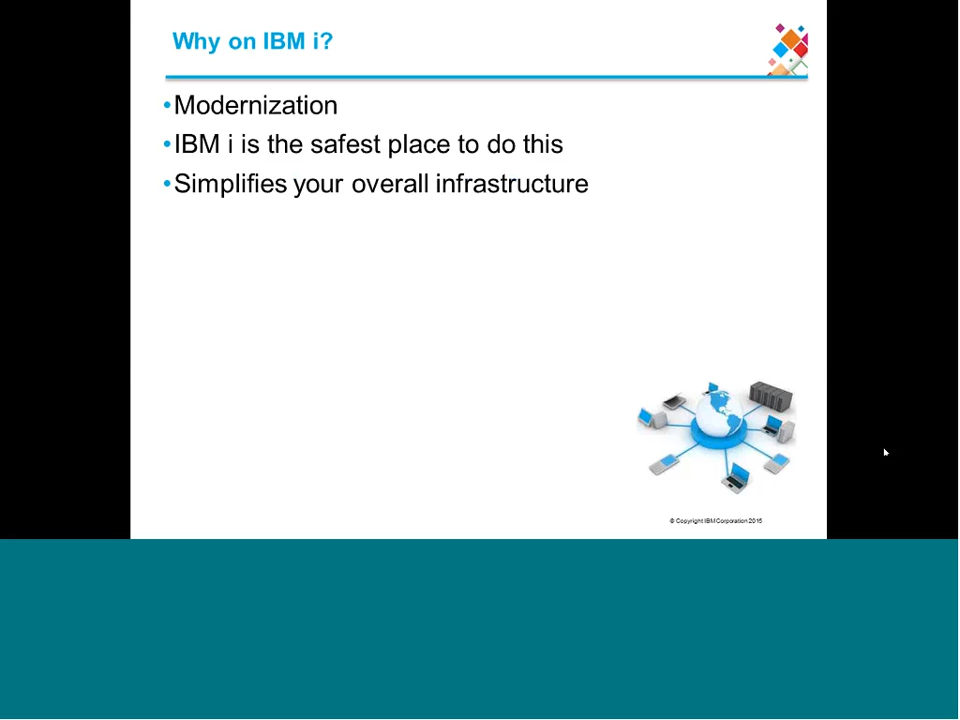 Why on IBM i?
•Modernization
•IBM i is the safest place to do this
•Simplifies your overall infrastructure
© Copyright IBM Corporation 2015